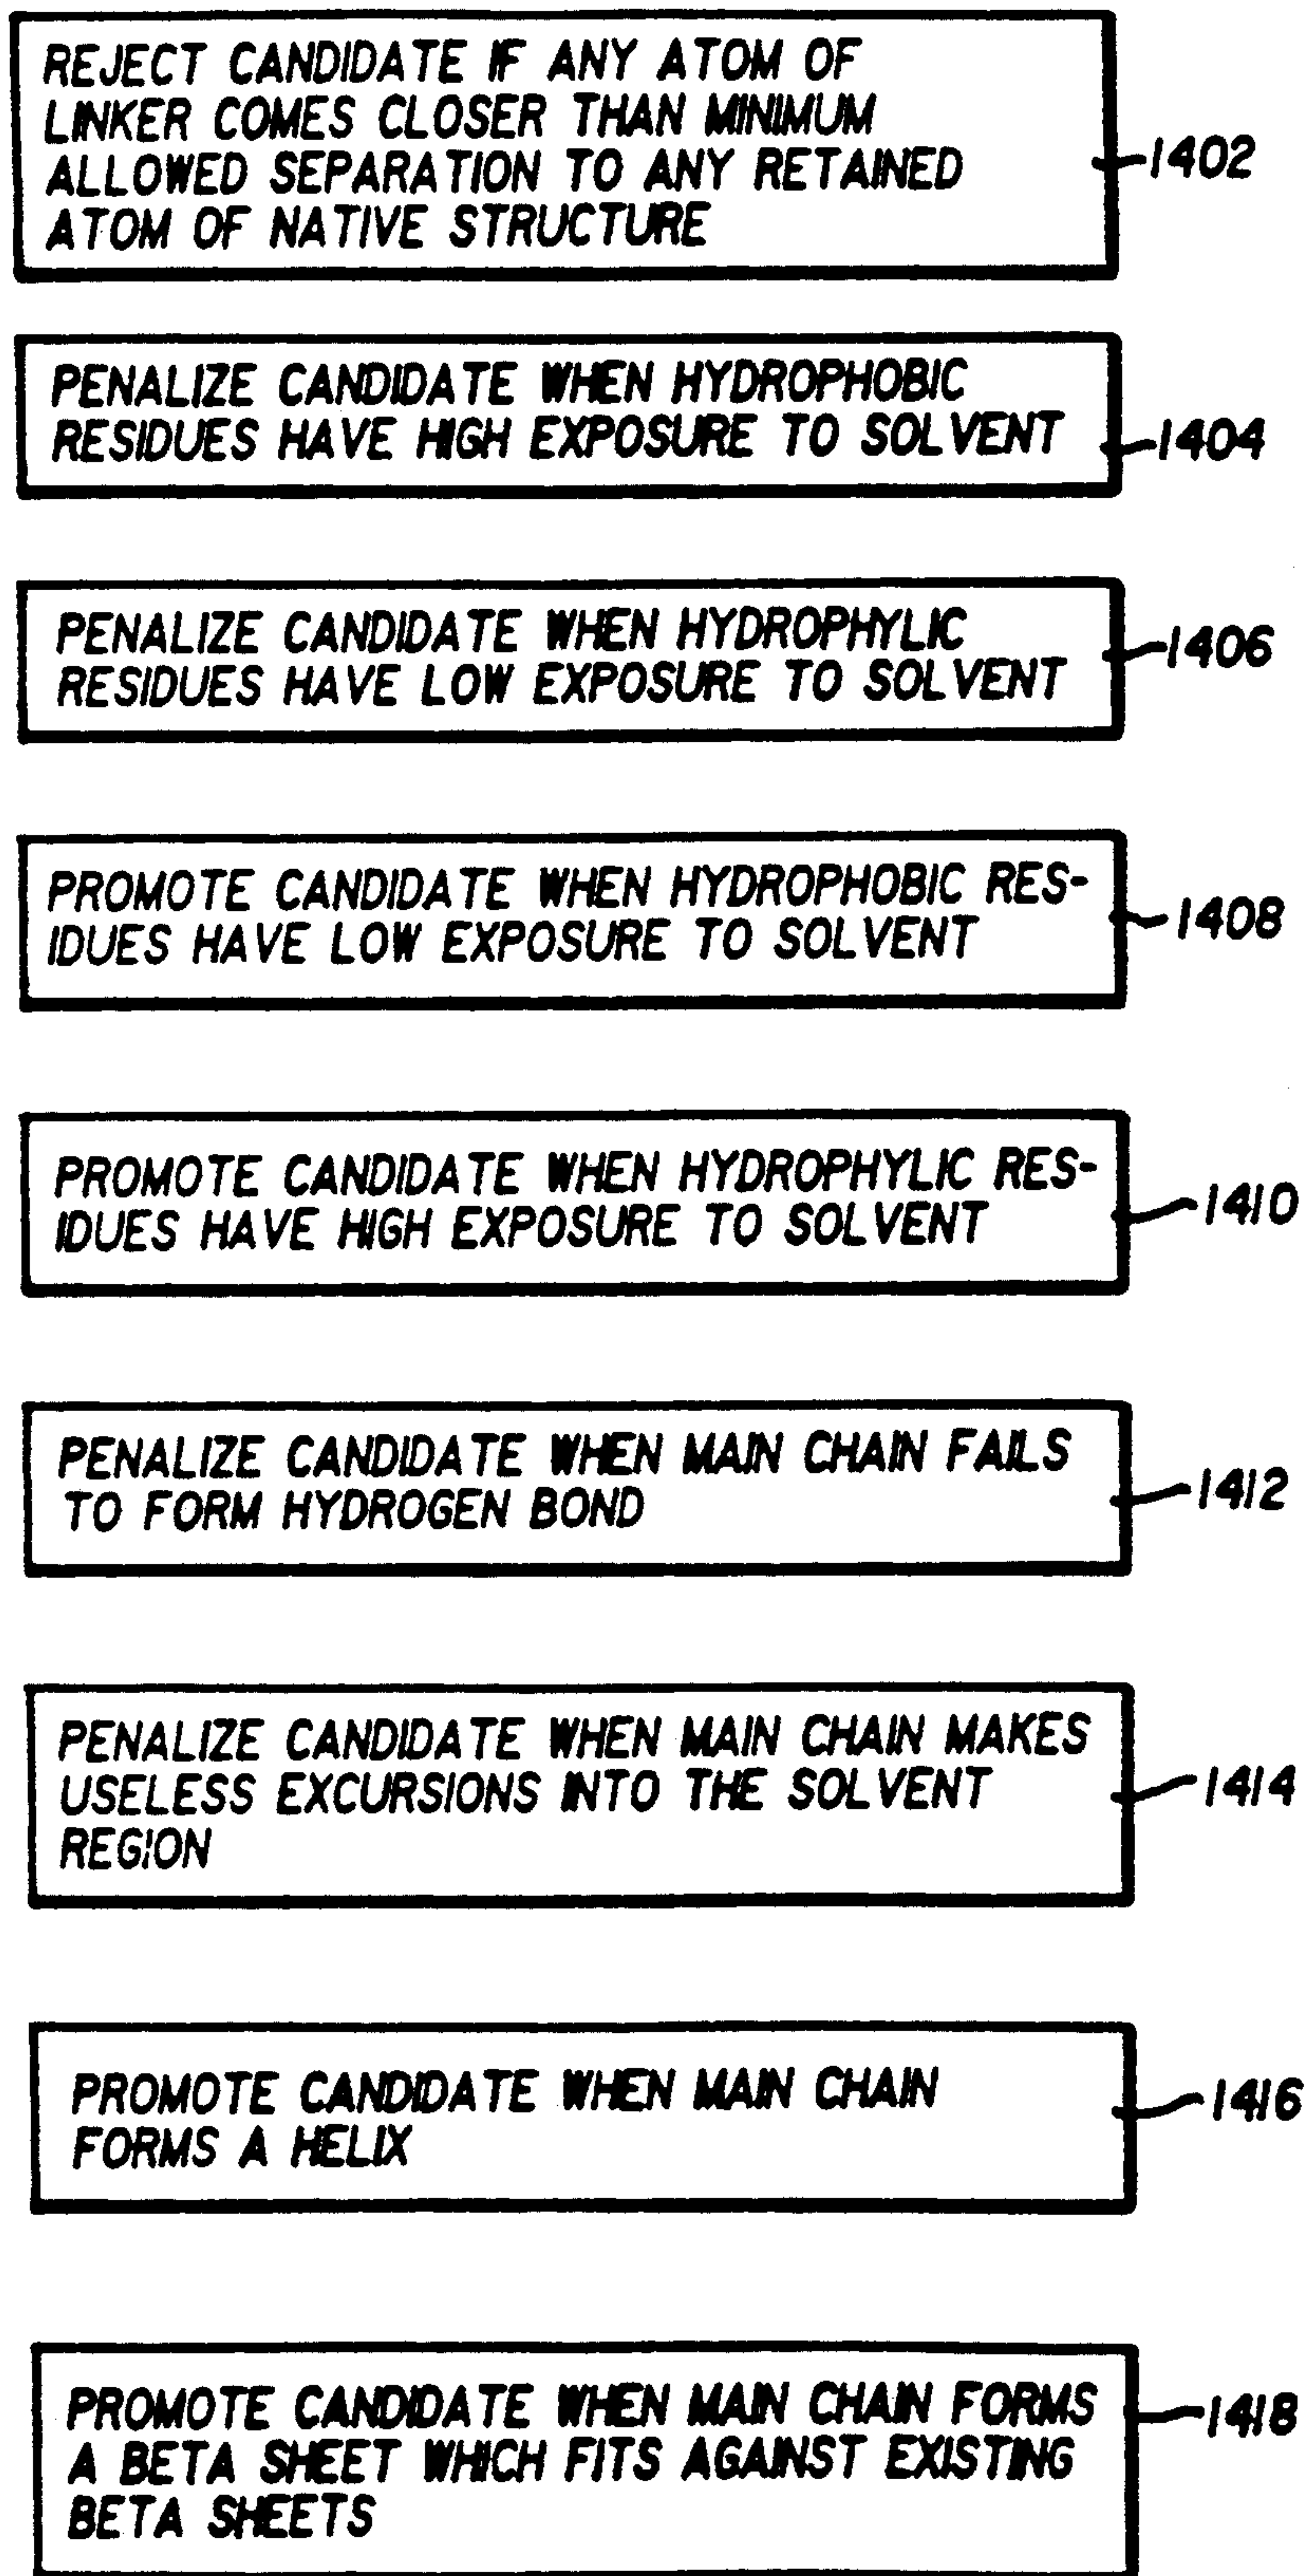 REJECT CANDIDATE IF ANY ATOM OF
LINKER COMES CLOSER THAN MINIMUM
ALLOWED SEPARATION TO ANY RETAINED
ATOM OF NATIVE STRUCTURE
1402
PENALIZE CANDIDATE WHEN HYDROPHOBIC
RESIDUES HAVE HIGH EXPOSURE TO SOLVENT
1404
PENALIZE CANDIDATE WHEN HYDROPHYLIC
RESIDUES HAVE LOW EXPOSURE TO SOLVENT
1406
PROMOTE CANDIDATE WHEN HYDROPHOBIC RES-
IDUES HAVE LOW EXPOSURE TO SOLVENT
1408
PROMOTE CANDIDATE WHEN HYDROPHYLIC RES-
IDUES HAVE HIGH EXPOSURE TO SOLVENT
1410
PENALIZE CANDIDATE WHEN MAIN CHAIN FAILS
TO FORM HYDROGEN BOND
1412
PENALIZE CANDIDATE WHEN MAIN CHAIN MAKES
USELESS EXCURSIONS INTO THE SOLVENT
REGION
1414
PROMOTE CANDIDATE WHEN MAIN CHAIN
FORMS A HELIX
1416
PROMOTE CANDIDATE WHEN MAIN CHAIN FORMS
A BETA SHEET WHICH FITS AGAINST EXISTING
BETA SHEETS
1418